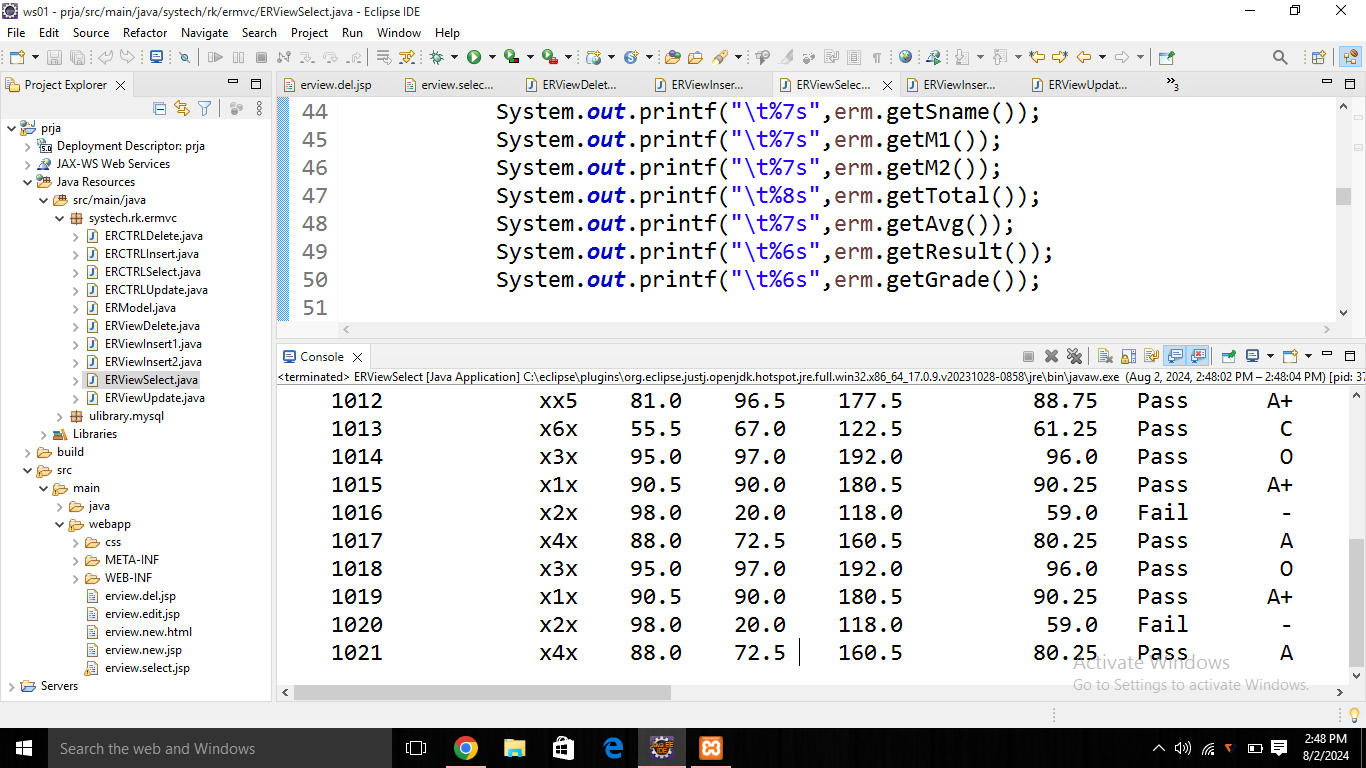 ws01 - prja/src/main/java/systech/rk/ermvc/ERViewSelect.java - Eclipse IDE
File Edit Source Refactor Navigate Search Project Run Window Help
Project Explorer
prja
Deployment Descriptor: prja
JAX-WS Web Services
Java Resources
src/main/java
systech.rk.ermvc
ERCTRLDelete.java
ERCTRLInsert.java
ERCTRLSelect.java
ERCTRLUpdate.java
ERModel.java
ERViewDelete.java
ERViewInsert1.java
ERViewInsert2.java
ERViewSelect.java
ERViewUpdate.java
ulibrary.mysql
Libraries
build
src
main
java
webapp
css
META-INF
WEB-INF
erview.del.jsp
erview.edit.jsp
erview.new.html
erview.new.jsp
erview.select.jsp
Servers
erview.del.jsp erview.selec... ERViewDelet... ERViewInser... ERViewSelec... ERViewInser... ERViewUpdat... 3
44 System.out.printf("\t%7s",erm.getSname());
45 System.out.printf("\t%7s",erm.getM1());
46 System.out.printf("\t%7s",erm.getM2());
47 System.out.printf("\t%8s",erm.getTotal());
48 System.out.printf("\t%7s",erm.getAvg());
49 System.out.printf("\t%6s",erm.getResult());
50 System.out.printf("\t%6s",erm.getGrade());
51
Console
<terminated> ERViewSelect [Java Application] C:\eclipse\plugins\org.eclipse.justj.openjdk.hotspot.jre.full.win32.x86_64_17.0.9.v20231028-0858\jre\bin\javaw.exe (Aug 2, 2024, 2:48:02 PM – 2:48:04 PM) [pid: 37
1012 xx5 81.0 96.5 177.5 88.75 Pass A+
1013 x6x 55.5 67.0 122.5 61.25 Pass C
1014 x3x 95.0 97.0 192.0 96.0 Pass O
1015 x1x 90.5 90.0 180.5 90.25 Pass A+
1016 x2x 98.0 20.0 118.0 59.0 Fail -
1017 x4x 88.0 72.5 160.5 80.25 Pass A
1018 x3x 95.0 97.0 192.0 96.0 Pass O
1019 x1x 90.5 90.0 180.5 90.25 Pass A+
1020 x2x 98.0 20.0 118.0 59.0 Fail -
1021 x4x 88.0 72.5 160.5 80.25 Pass A
Activate Windows
Go to Settings to activate Windows.
Search the web and Windows
2:48 PM
8/2/2024